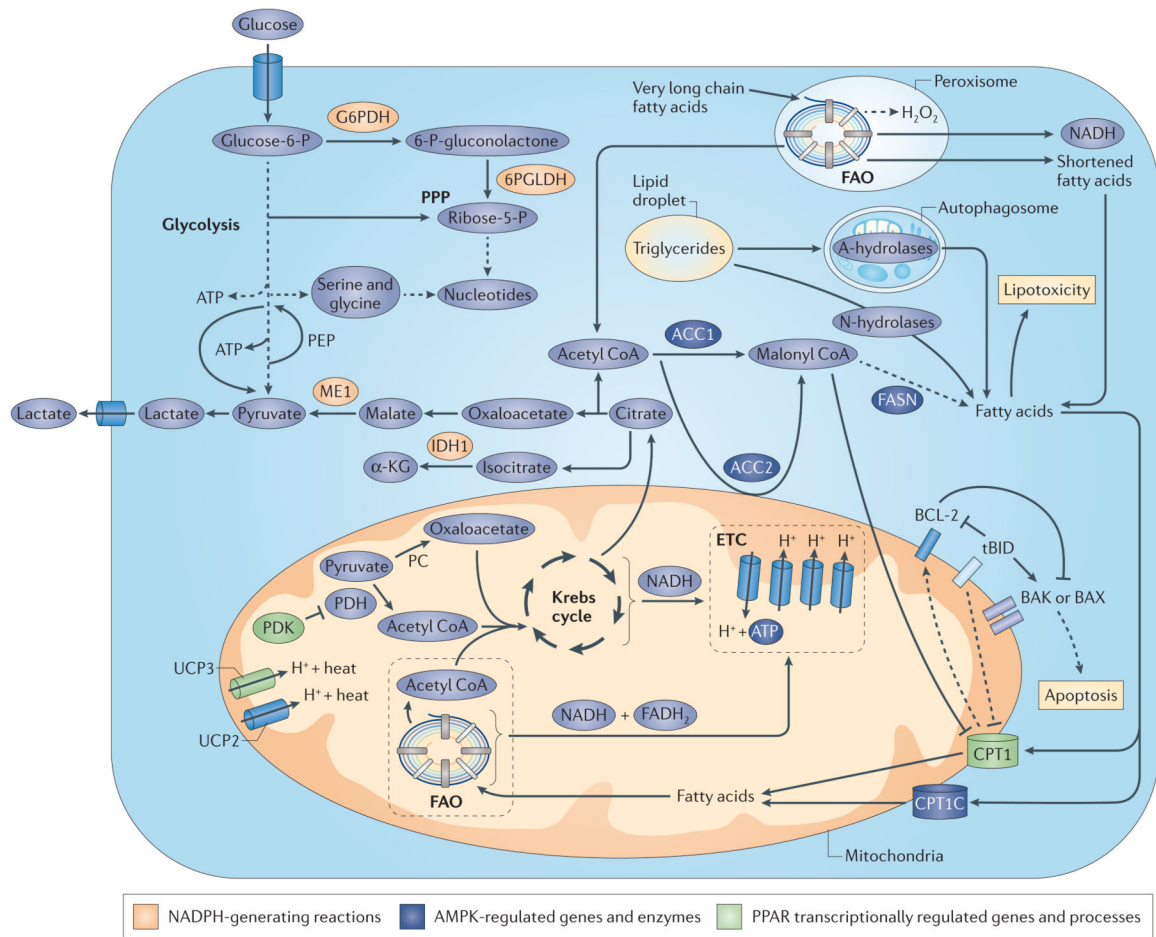 Glucose
Glucose-6-P
G6PDH
6-P-gluconolactone
6PGLDH
PPP
Ribose-5-P
Glycolysis
ATP
Serine and
glycine
Nucleotides
ATP
PEP
Lactate
Lactate
Pyruvate
ME1
Malate
Oxaloacetate
Citrate
α-KG
IDH1
Isocitrate
Acetyl CoA
ACC1
Malonyl CoA
ACC2
FASN
Fatty acids
Very long chain
fatty acids
Peroxisome
H₂O₂
FAO
NADH
Shortened
fatty acids
Lipid
droplet
Triglycerides
Autophagosome
A-hydrolases
N-hydrolases
Lipotoxicity
Oxaloacetate
Pyruvate
PC
PDH
PDK
Acetyl CoA
Krebs
cycle
NADH
ETC
H⁺
H⁺
H⁺
H⁺ + ATP
UCP3
H⁺ + heat
H⁺ + heat
UCP2
Acetyl CoA
FAO
NADH + FADH₂
Fatty acids
BCL-2
tBID
BAK or BAX
Apoptosis
CPT1
CPT1C
Mitochondria
NADPH-generating reactions
AMPK-regulated genes and enzymes
PPAR transcriptionally regulated genes and processes